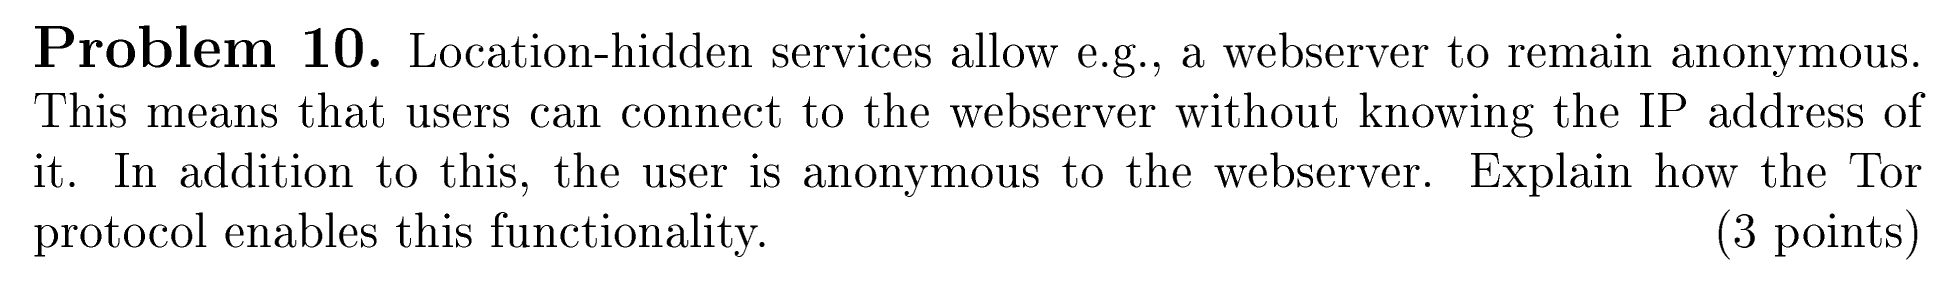 Problem 10. Location-hidden services allow e.g., a webserver to remain anonymous.
This means that users can connect to the webserver without knowing the IP address of
it. In addition to this, the user is anonymous to the webserver. Explain how the Tor
protocol enables this functionality. (3 points)